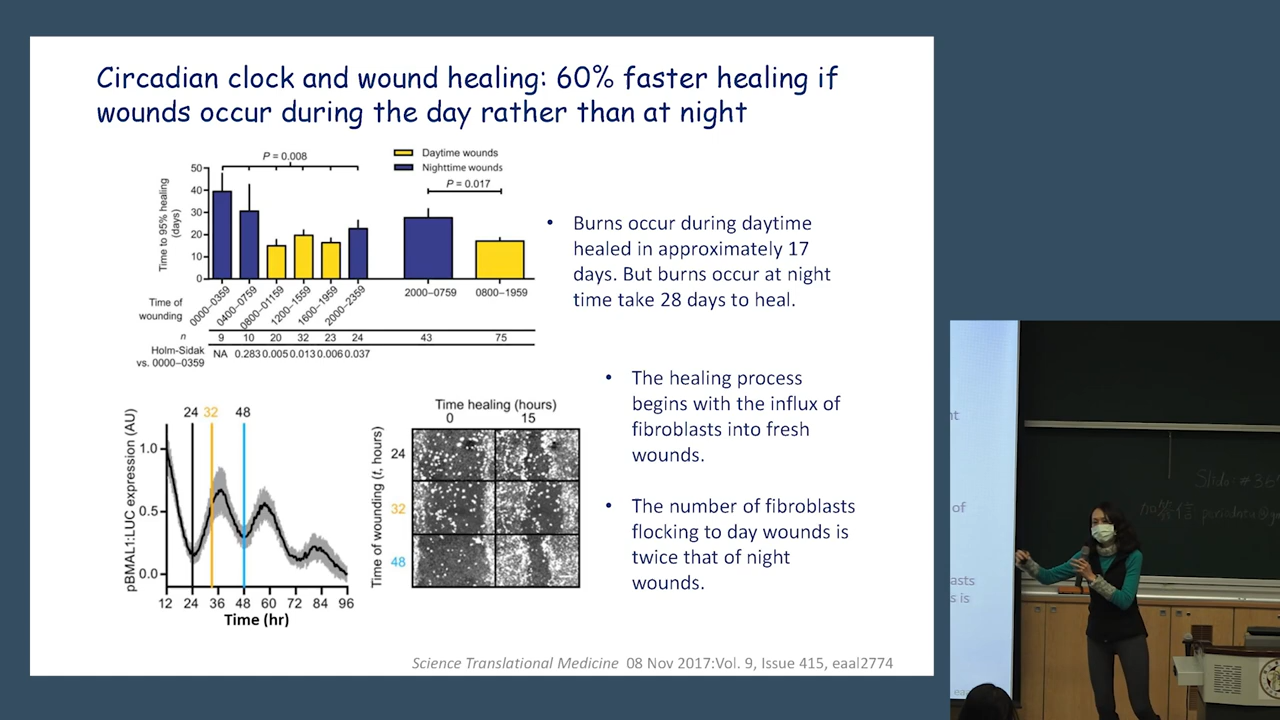 Circadian clock and wound healing: 60% faster healing if
wounds occur during the day rather than at night
Daytime wounds
Nighttime wounds
P = 0.008
P = 0.017
Time to 95% healing
(days)
50
40
30
20
10
0
0000–0359
0400–0759
0800–01159
1200–1559
1600–1959
2000–2359
2000–0759
0800–1959
Time of
wounding
n 9 10 20 32 23 24 43 75
Holm-Sidak
vs. 0000–0359
NA 0.283 0.005 0.013 0.006 0.037
• Burns occur during daytime
healed in approximately 17
days. But burns occur at night
time take 28 days to heal.
• The healing process
begins with the influx of
fibroblasts into fresh
wounds.
• The number of fibroblasts
flocking to day wounds is
twice that of night
wounds.
24 32 48
pBMAL1:LUC expression (AU)
1.0
0.5
0.0
12 24 36 48 60 72 84 96
Time (hr)
Time healing (hours)
0 15
Time of wounding (t, hours)
24
32
48
Science Translational Medicine 08 Nov 2017:Vol. 9, Issue 415, eaal2774
of
asts
s is
Slido #36